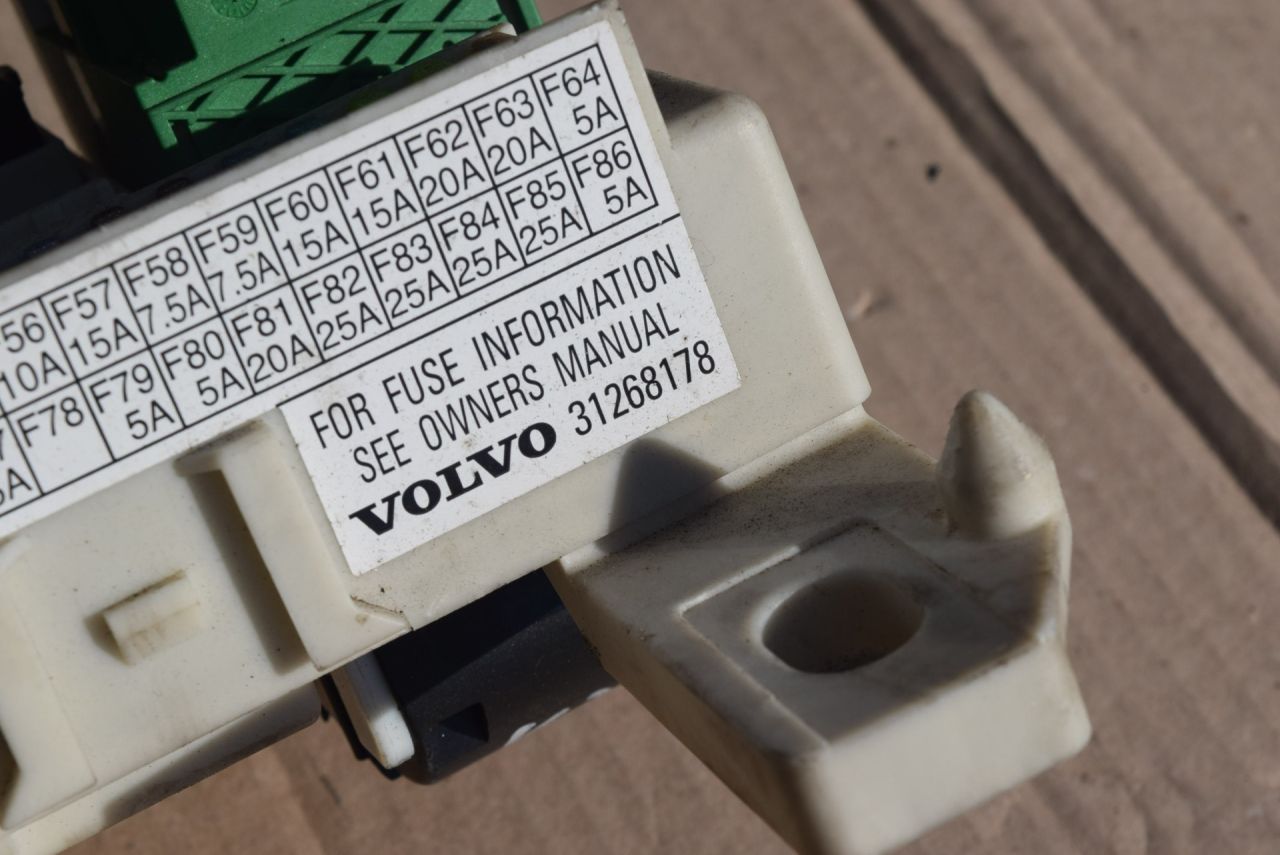 56 F57 F58 F59 F60 F61 F62 F63 F64
10A 15A 7.5A 7.5A 15A 15A 20A 20A 5A
F78 F79 F80 F81 F82 F83 F84 F85 F86
5A 5A 20A 25A 25A 25A 25A 5A
FOR FUSE INFORMATION
SEE OWNERS MANUAL
VOLVO 31268178